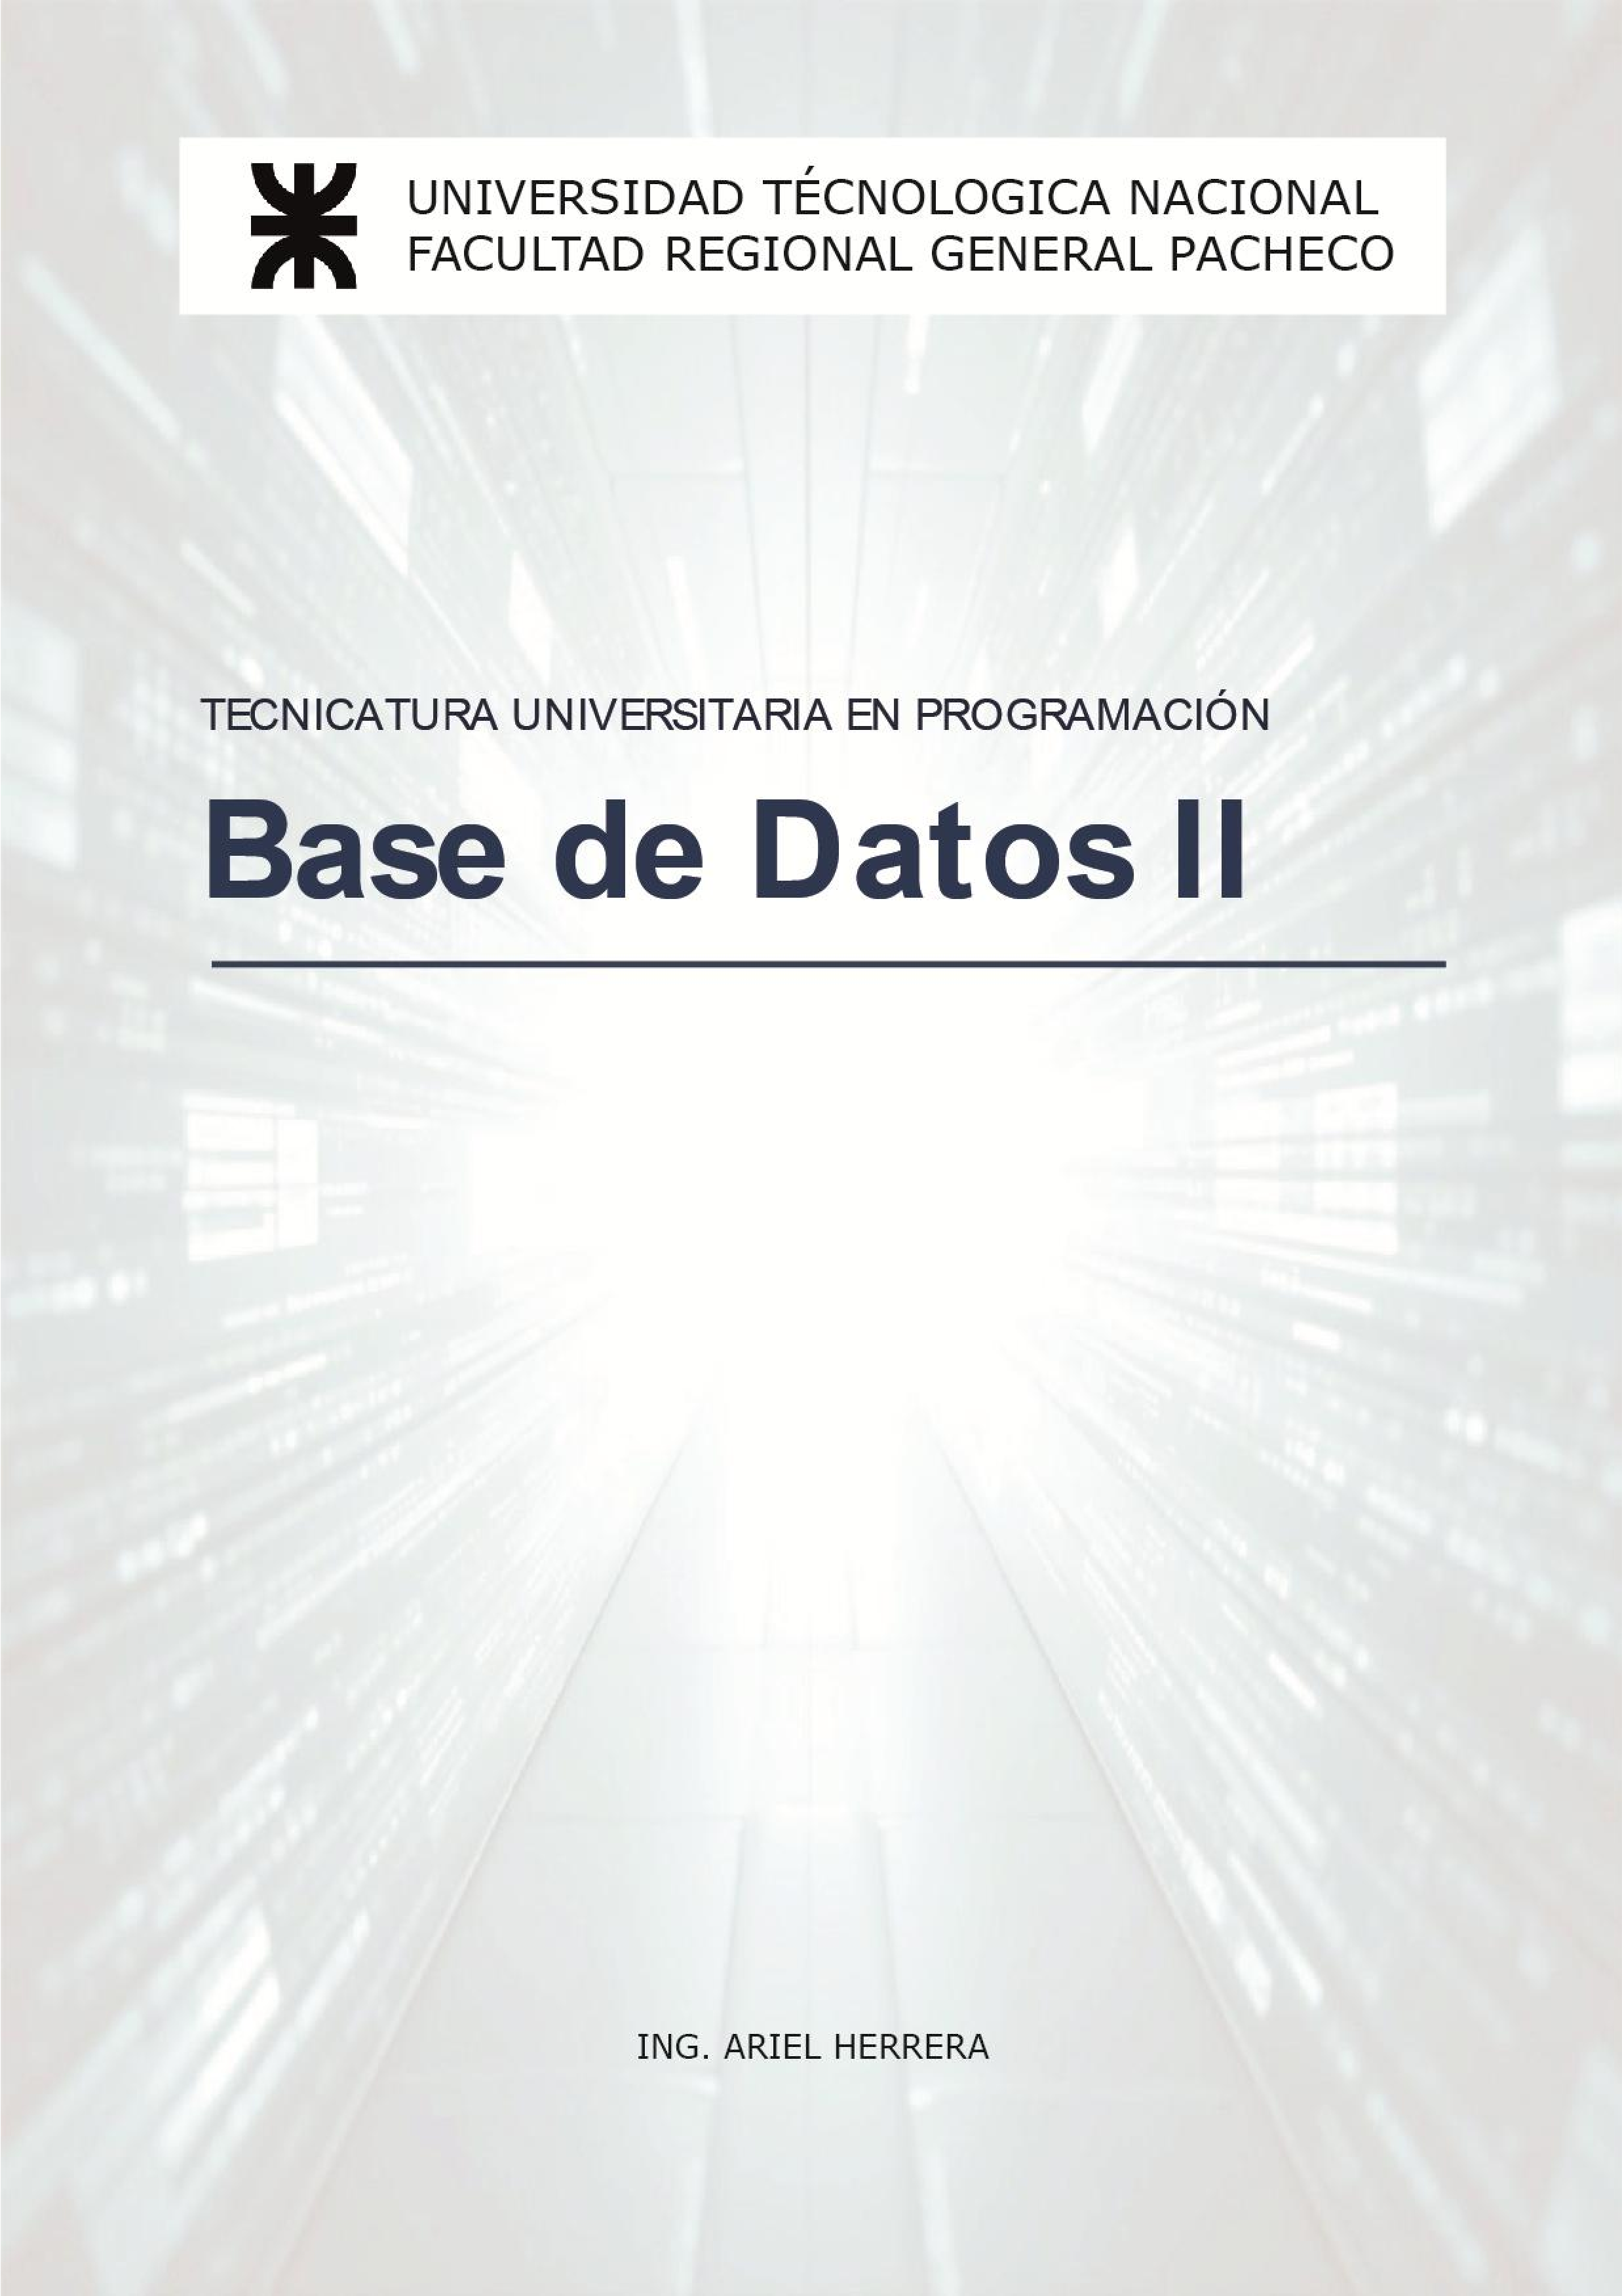 UNIVERSIDAD TÉCNOLOGICA NACIONAL
FACULTAD REGIONAL GENERAL PACHECO
TECNICATURA UNIVERSITARIA EN PROGRAMACIÓN
Base de Datos II
ING. ARIEL HERRERA